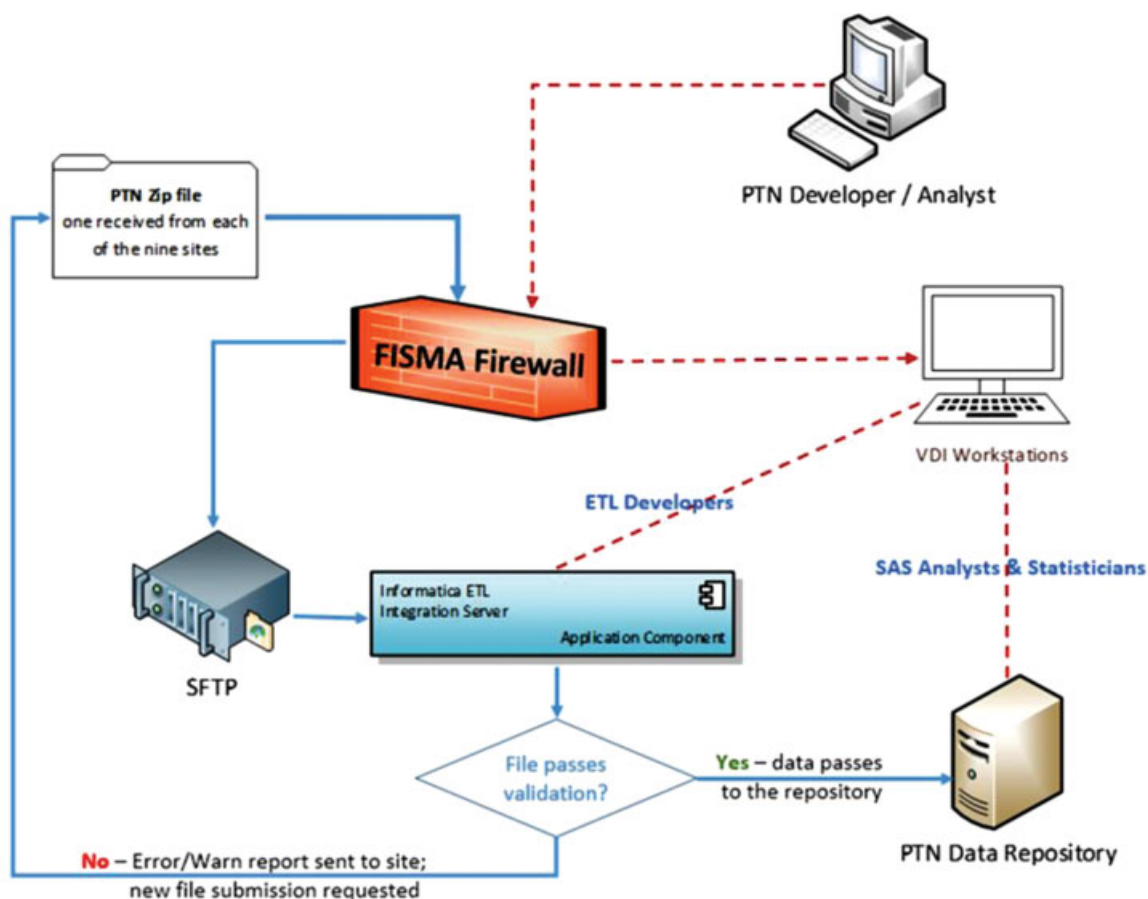 PTN Developer / Analyst
PTN Zip file
one received from each
of the nine sites
FISMA Firewall
VDI Workstations
ETL Developers
SAS Analysts & Statisticians
Informatica ETL
Integration Server
Application Component
SFTP
File passes
validation?
Yes – data passes
to the repository
PTN Data Repository
No – Error/Warn report sent to site;
new file submission requested